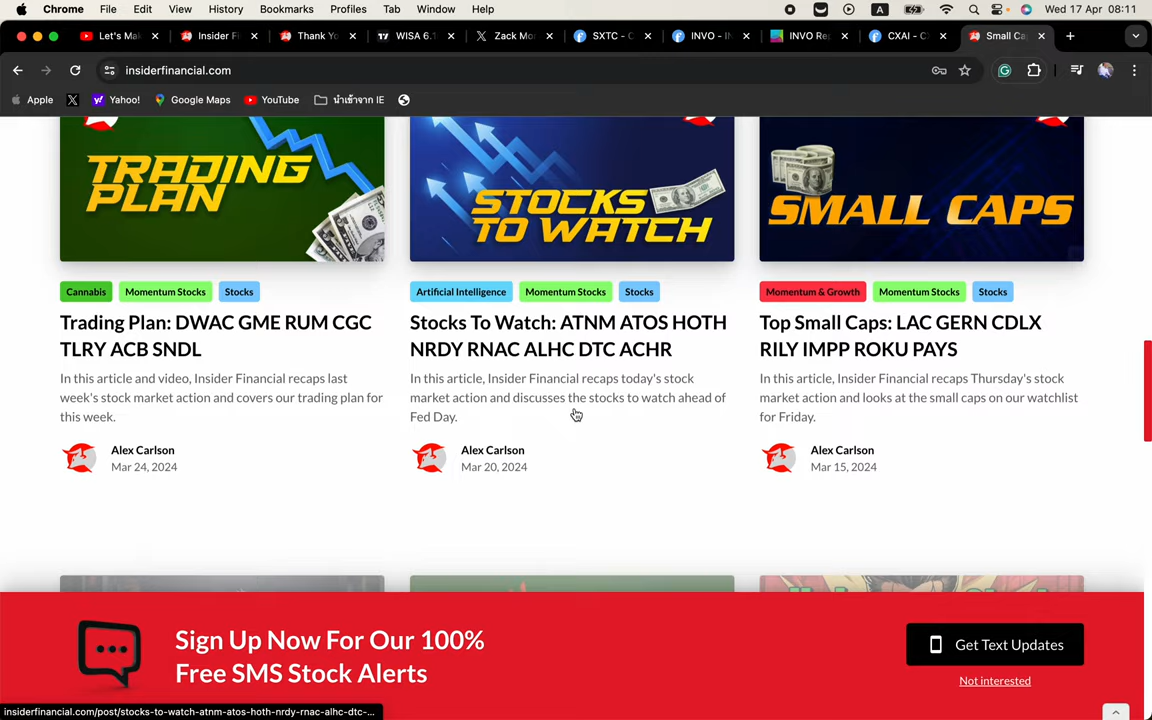 Chrome File Edit View History Bookmarks Profiles Tab Window Help A Wed 17 Apr 08:11
Let's Ma Insider Fi Thank Yo WISA 6.1 Zack Mo SXTC - C INVO - I INVO Re CXAI - C Small Ca
insiderfinancial.com
Apple Yahoo! Google Maps YouTube นำเข้าจาก IE
TRADING PLAN
STOCKS TO WATCH
SMALL CAPS
Cannabis Momentum Stocks Stocks
Trading Plan: DWAC GME RUM CGC
TLRY ACB SNDL
In this article and video, Insider Financial recaps last
week's stock market action and covers our trading plan for
this week.
Alex Carlson
Mar 24, 2024
Artificial Intelligence Momentum Stocks Stocks
Stocks To Watch: ATNM ATOS HOTH
NRDY RNAC ALHC DTC ACHR
In this article, Insider Financial recaps today's stock
market action and discusses the stocks to watch ahead of
Fed Day.
Alex Carlson
Mar 20, 2024
Momentum & Growth Momentum Stocks Stocks
Top Small Caps: LAC GERN CDLX
RILY IMPP ROKU PAYS
In this article, Insider Financial recaps Thursday's stock
market action and looks at the small caps on our watchlist
for Friday.
Alex Carlson
Mar 15, 2024
Sign Up Now For Our 100%
Free SMS Stock Alerts
Get Text Updates
Not interested
insiderfinancial.com/post/stocks-to-watch-atnm-atos-hoth-nrdy-rnac-alhc-dtc-...